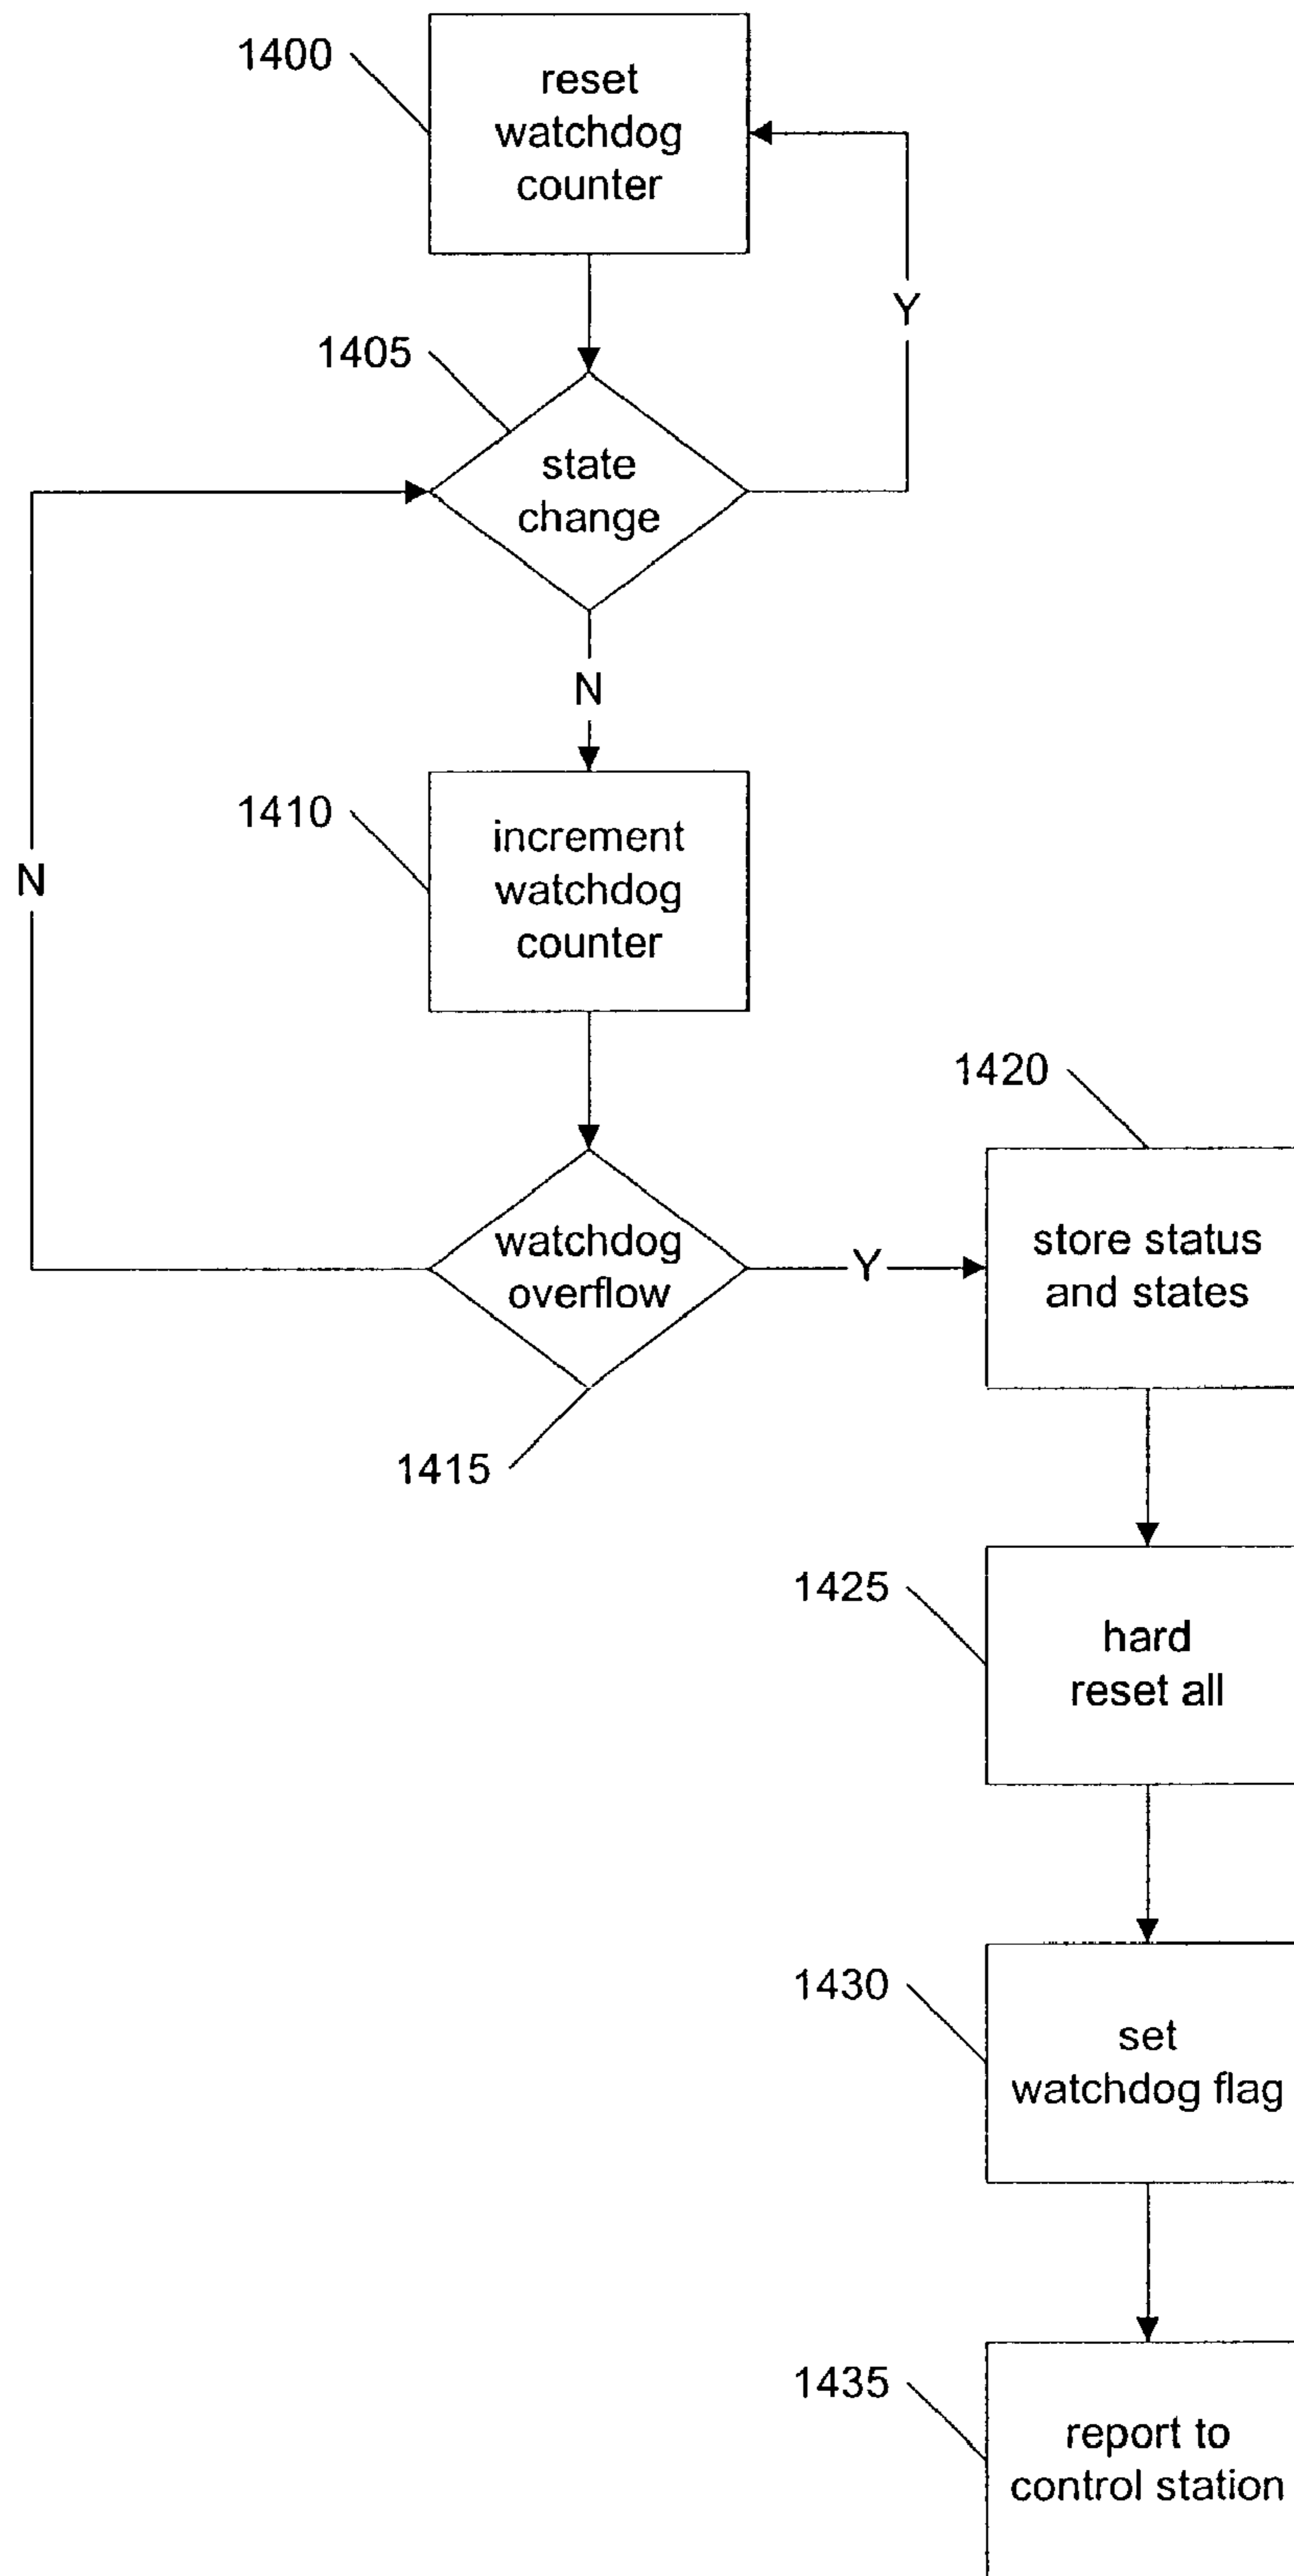 1400
reset
watchdog
counter
Y
1405
state
change
N
1410
increment
watchdog
counter
N
1420
watchdog
overflow
Y
store status
and states
1415
1425
hard
reset all
1430
set
watchdog flag
1435
report to
control station